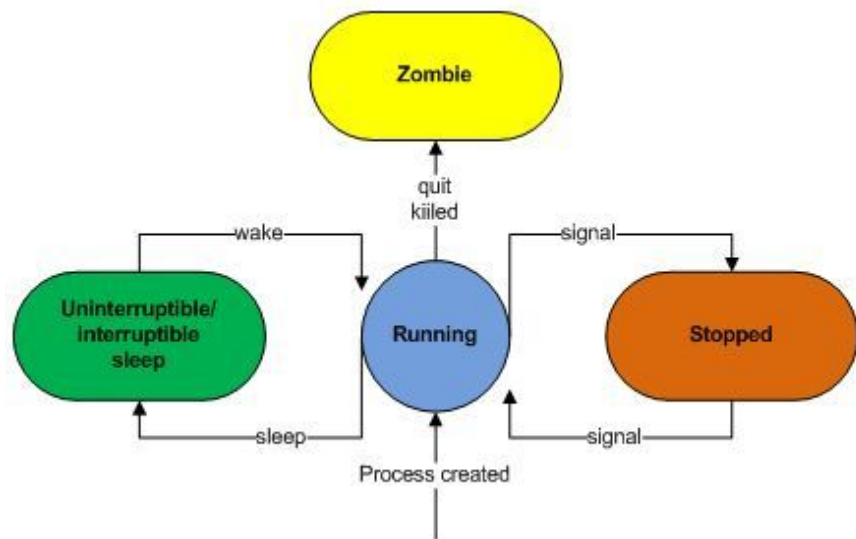 Zombie
quit
kiiled
wake
signal
Uninterruptible/
interruptible
sleep
Running
Stopped
sleep
signal
Process created